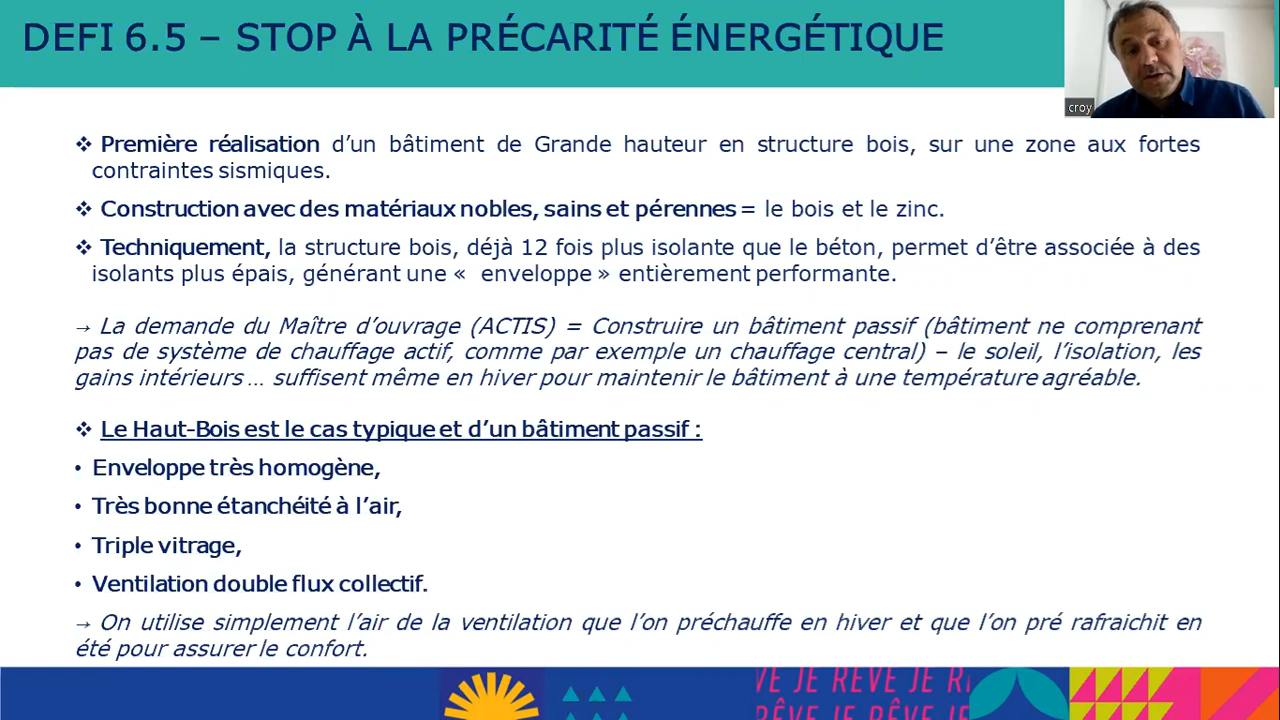 DEFI 6.5 – STOP À LA PRÉCARITÉ ÉNERGÉTIQUE
croy
❖ Première réalisation d’un bâtiment de Grande hauteur en structure bois, sur une zone aux fortes
contraintes sismiques.
❖ Construction avec des matériaux nobles, sains et pérennes = le bois et le zinc.
❖ Techniquement, la structure bois, déjà 12 fois plus isolante que le béton, permet d’être associée à des
isolants plus épais, générant une « enveloppe » entièrement performante.
→ La demande du Maître d’ouvrage (ACTIS) = Construire un bâtiment passif (bâtiment ne comprenant
pas de système de chauffage actif, comme par exemple un chauffage central) – le soleil, l’isolation, les
gains intérieurs … suffisent même en hiver pour maintenir le bâtiment à une température agréable.
❖ Le Haut-Bois est le cas typique et d’un bâtiment passif :
• Enveloppe très homogène,
• Très bonne étanchéité à l’air,
• Triple vitrage,
• Ventilation double flux collectif.
→ On utilise simplement l’air de la ventilation que l’on préchauffe en hiver et que l’on pré rafraichit en
été pour assurer le confort.
VE JE RÊVE JE R
RÊVE JE RÊVE JE